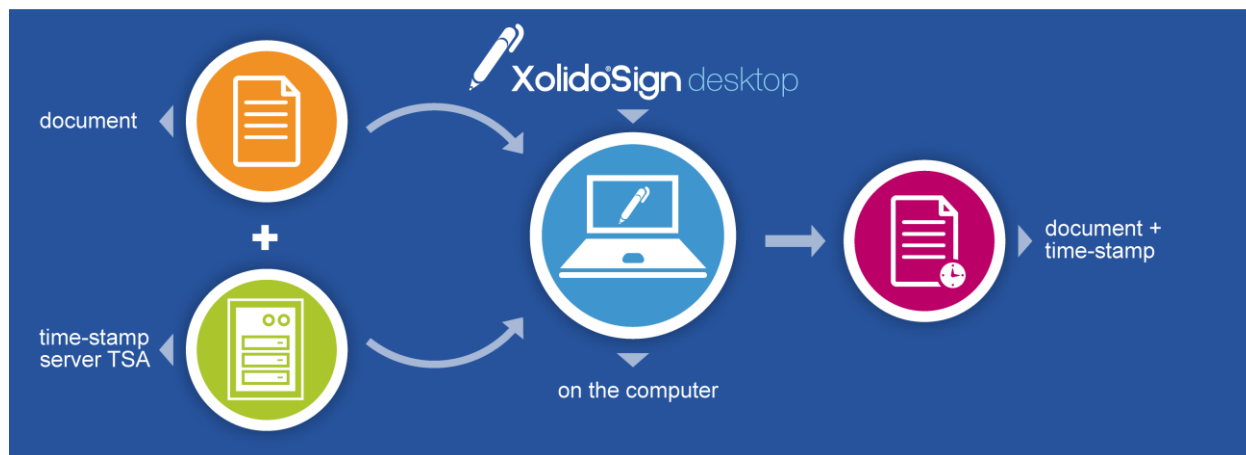 XolidoSign desktop
document
time-stamp
server TSA
on the computer
document +
time-stamp